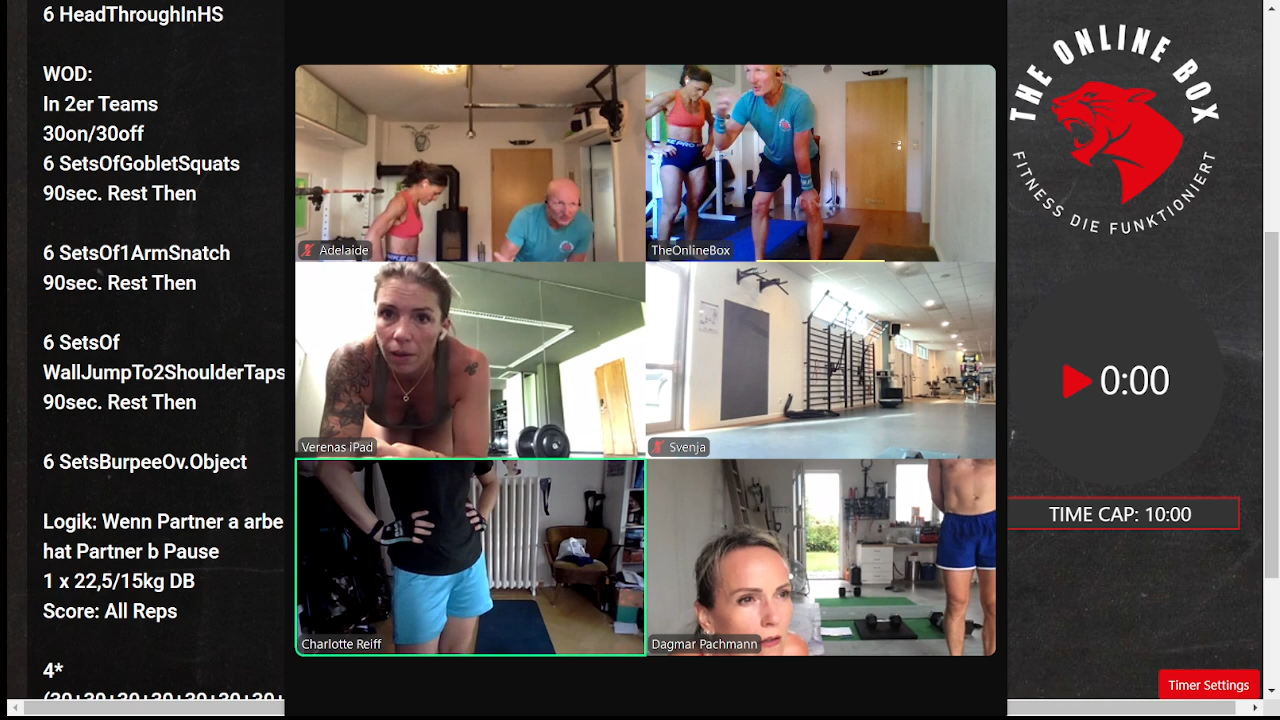 6 HeadThroughInHS
WOD:
In 2er Teams
30on/30off
6 SetsOfGobletSquats
90sec. Rest Then
6 SetsOf1ArmSnatch
90sec. Rest Then
6 SetsOf
WallJumpTo2ShoulderTaps
90sec. Rest Then
6 SetsBurpeeOv.Object
Logik: Wenn Partner a arbe
hat Partner b Pause
1 x 22,5/15kg DB
Score: All Reps
4*
Adelaide
TheOnlineBox
Verenas iPad
Svenja
Charlotte Reiff
Dagmar Pachmann
THE ONLINE BOX
FITNESS DIE FUNKTIONIERT
0:00
TIME CAP: 10:00
Timer Settings